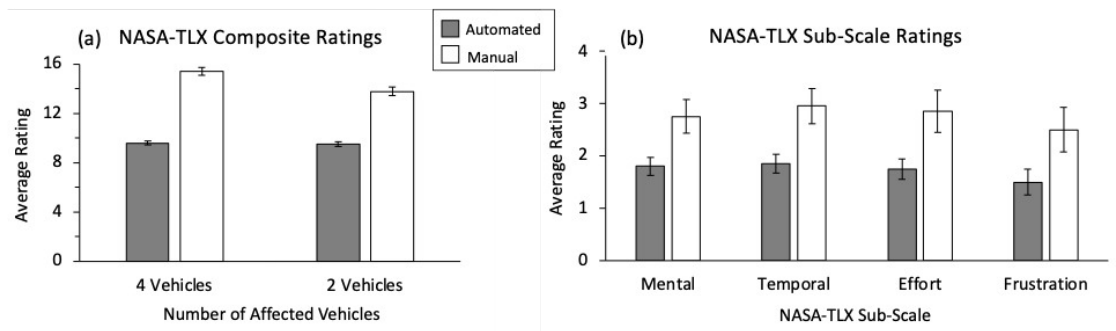 (a) NASA-TLX Composite Ratings
Automated
Manual
16
12
8
4
0
Average Rating
4 Vehicles 2 Vehicles
Number of Affected Vehicles
(b) NASA-TLX Sub-Scale Ratings
4
3
2
1
0
Average Rating
Mental Temporal Effort Frustration
NASA-TLX Sub-Scale